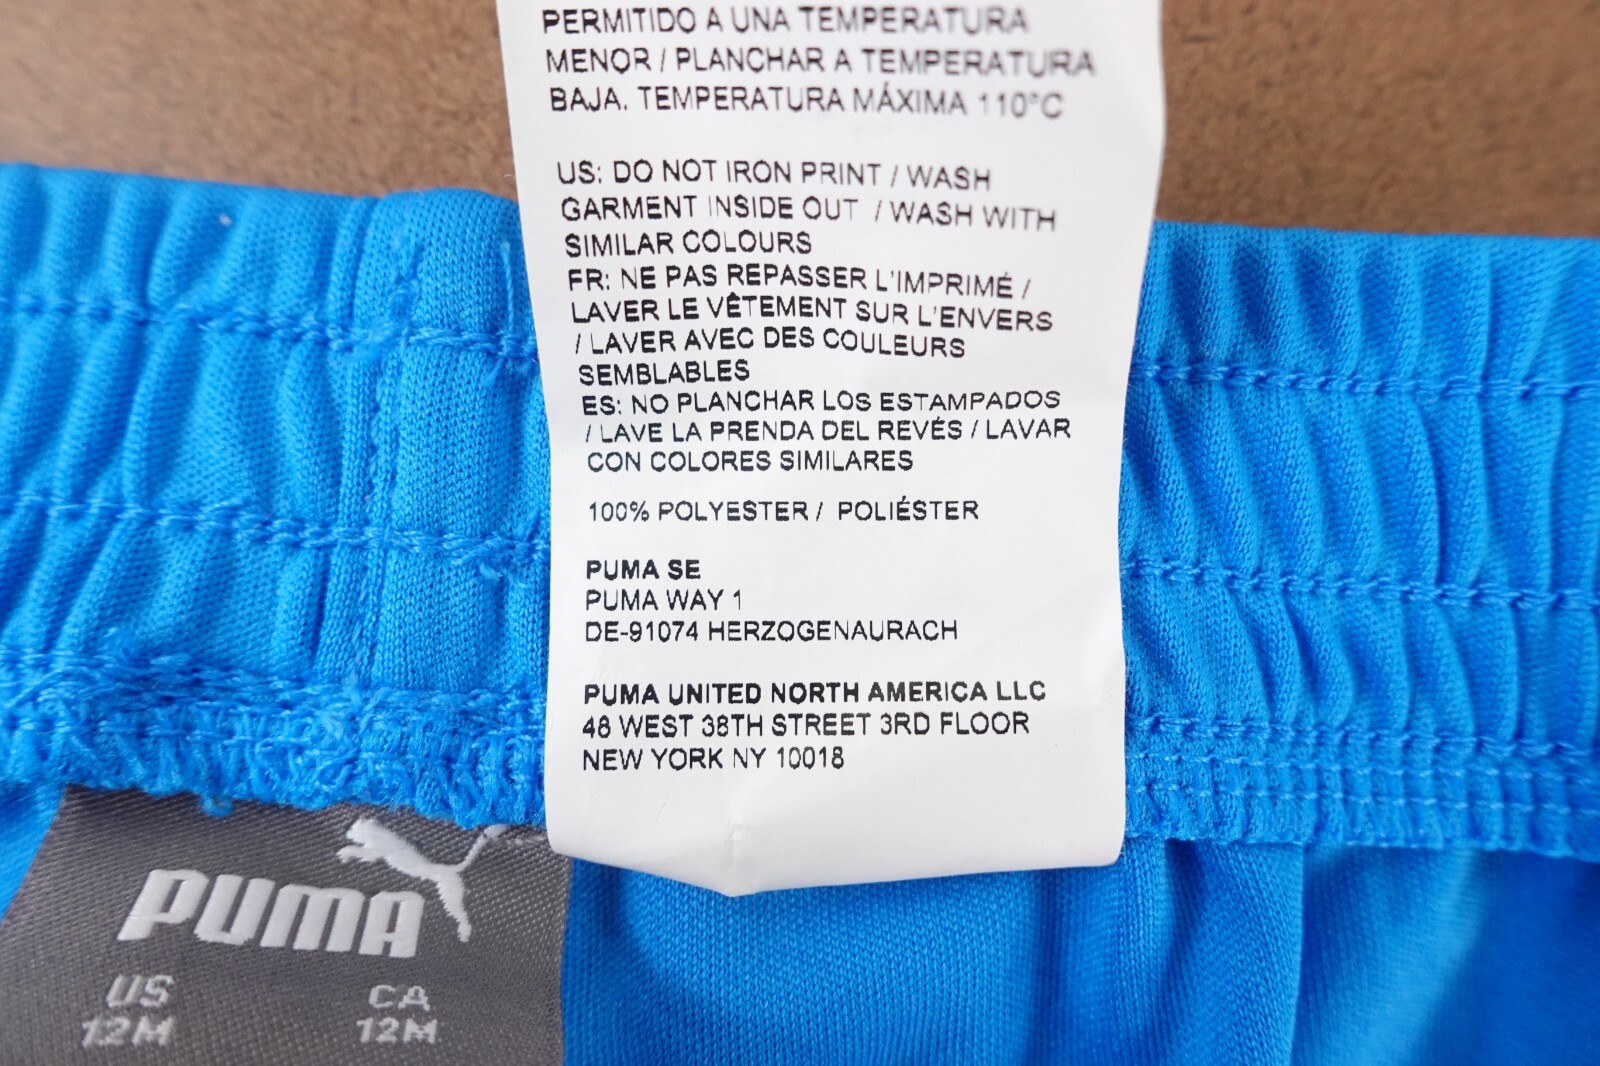 PERMITIDO A UNA TEMPERATURA
MENOR / PLANCHAR A TEMPERATURA
BAJA. TEMPERATURA MÁXIMA 110°C
US: DO NOT IRON PRINT / WASH
GARMENT INSIDE OUT / WASH WITH
SIMILAR COLOURS
FR: NE PAS REPASSER L'IMPRIMÉ /
LAVER LE VÊTEMENT SUR L'ENVERS
/ LAVER AVEC DES COULEURS
SEMBLABLES
ES: NO PLANCHAR LOS ESTAMPADOS
/ LAVE LA PRENDA DEL REVÉS / LAVAR
CON COLORES SIMILARES
100% POLYESTER / POLIÉSTER
PUMA SE
PUMA WAY 1
DE-91074 HERZOGENAURACH
PUMA UNITED NORTH AMERICA LLC
48 WEST 38TH STREET 3RD FLOOR
NEW YORK NY 10018
PUMA
US CA
12M 12M